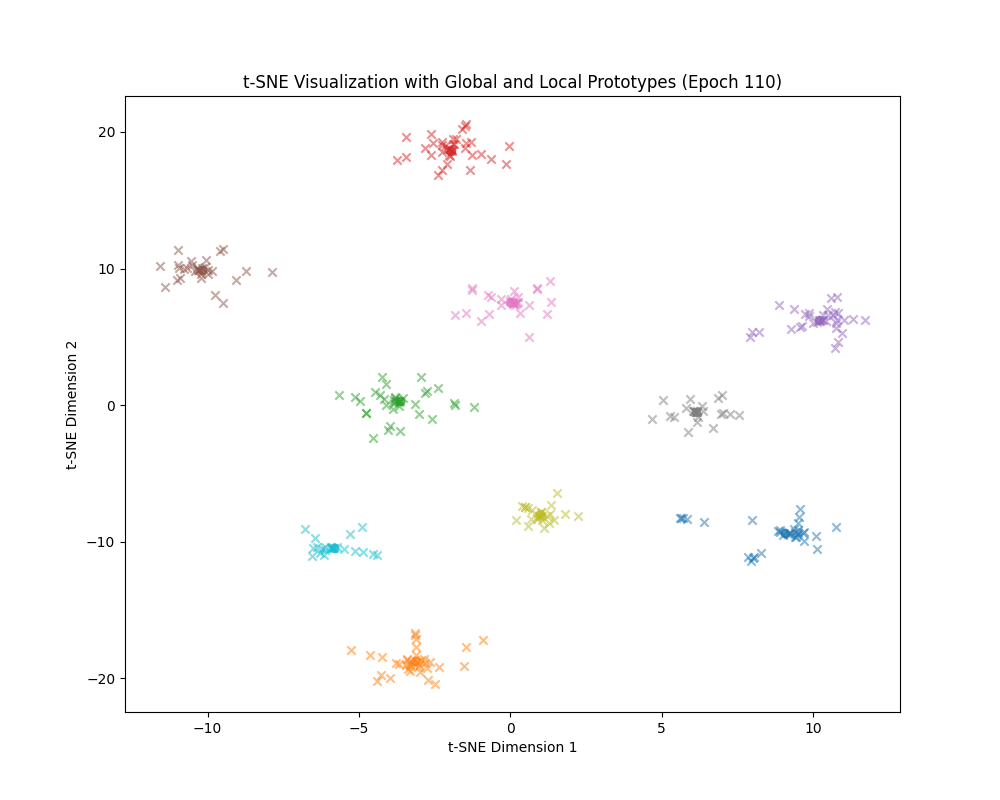 t-SNE Visualization with Global and Local Prototypes (Epoch 110)
20
10
0
−10
−20
t-SNE Dimension 2
−10 −5 0 5 10
t-SNE Dimension 1